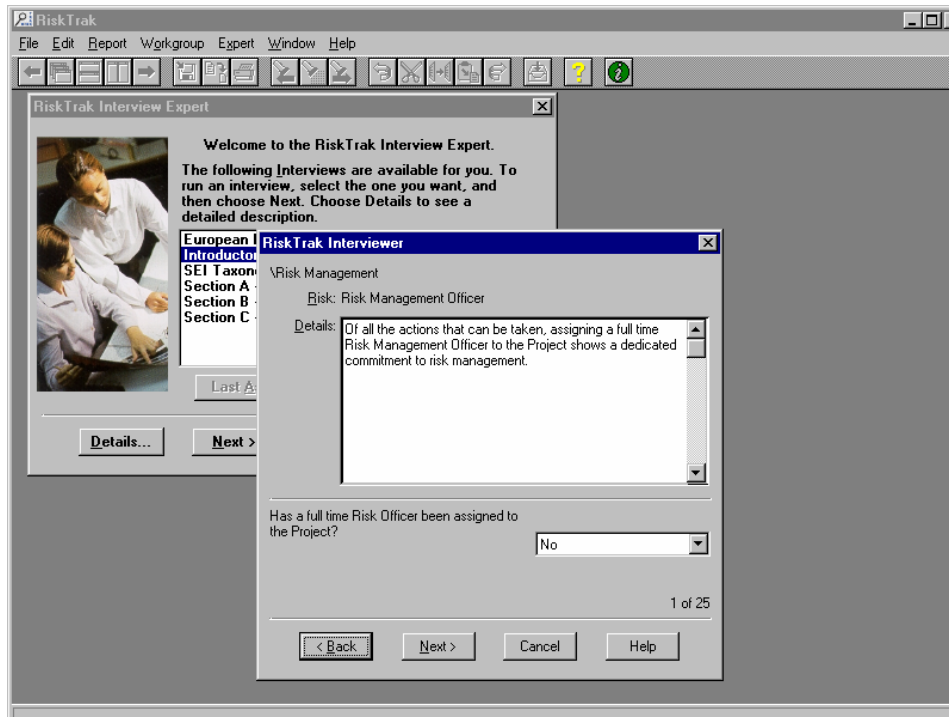 RiskTrak
File Edit Report Workgroup Expert Window Help
RiskTrak Interview Expert
Welcome to the RiskTrak Interview Expert.
The following Interviews are available for you. To
run an interview, select the one you want, and
then choose Next. Choose Details to see a
detailed description.
European
Introductor
SEI Taxon
Section A -
Section B -
Section C -
Last A
Details...
Next >
RiskTrak Interviewer
\Risk Management
Risk: Risk Management Officer
Details:
Of all the actions that can be taken, assigning a full time
Risk Management Officer to the Project shows a dedicated
commitment to risk management.
Has a full time Risk Officer been assigned to
the Project?
No
1 of 25
< Back
Next >
Cancel
Help